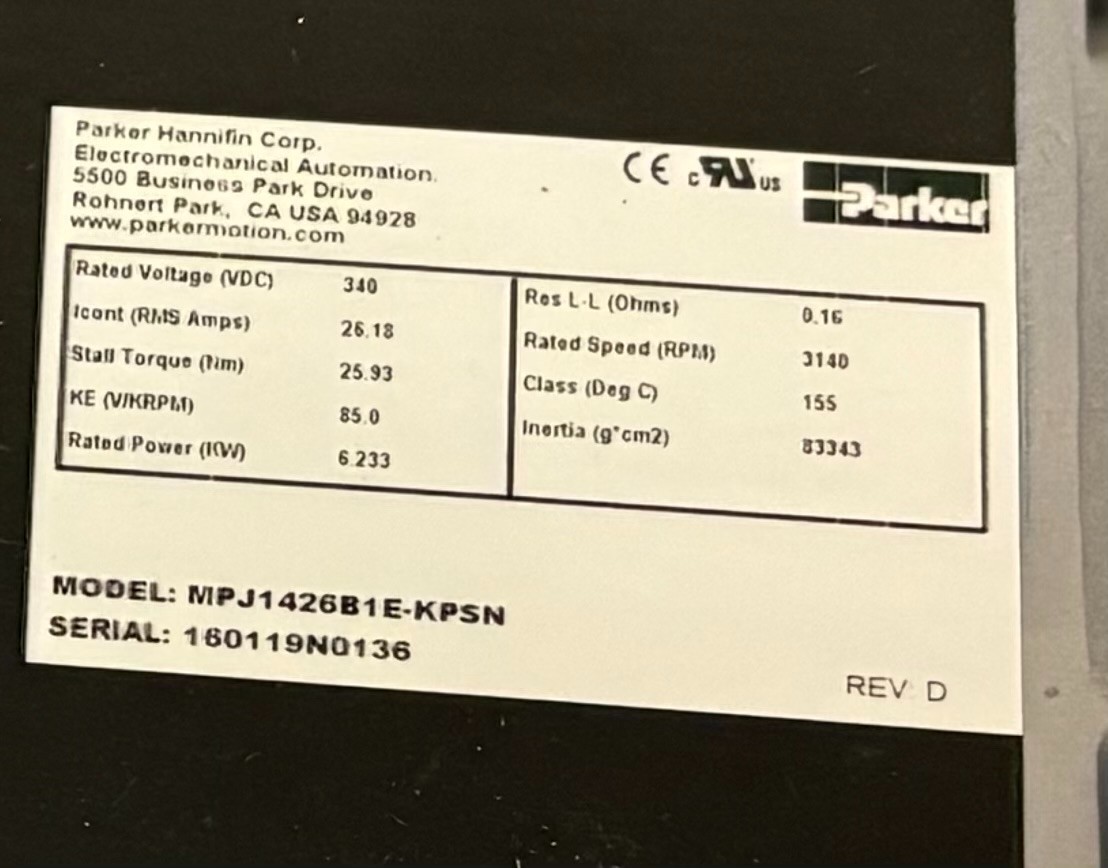 Parker Hannifin Corp.
Electromechanical Automation.
5500 Business Park Drive
Rohnert Park, CA USA 94928
www.parkermotion.com
CE c RU US
Parker
Rated Voltage (VDC) 340
Icont (RMS Amps) 26.18
Stall Torque (Nm) 25.93
KE (V/KRPM) 85.0
Rated Power (KW) 6.233
Res L-L (Ohms) 0.16
Rated Speed (RPM) 3140
Class (Deg C) 155
Inertia (g*cm2) 83343
MODEL: MPJ1426B1E-KPSN
SERIAL: 160119N0136
REV: D